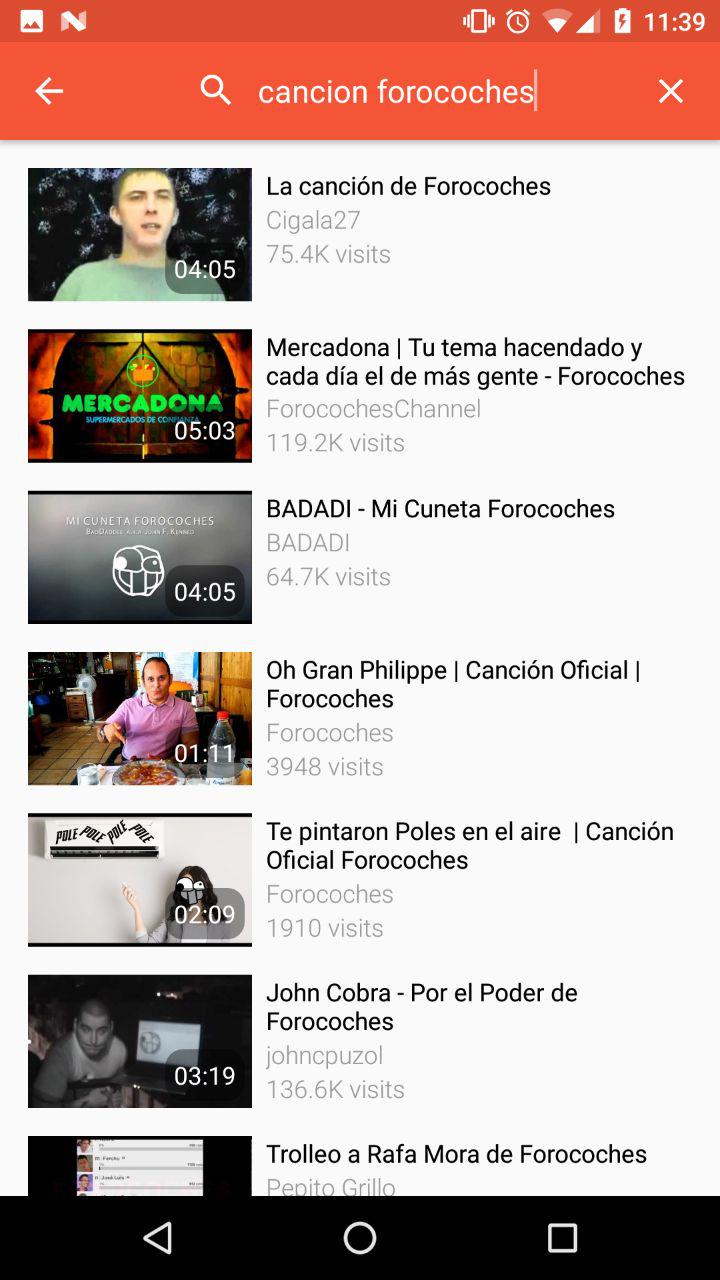 11:39
cancion forocoches
La canción de Forocoches
Cigala27
75.4K visits
04:05
Mercadona | Tu tema hacendado y
cada día el de más gente - Forocoches
ForocochesChannel
119.2K visits
MERCADONA
SUPERMERCADOS DE CONFIANZA
05:03
BADADI - Mi Cuneta Forocoches
BADADI
64.7K visits
MI CUNETA FOROCOCHES
04:05
Oh Gran Philippe | Canción Oficial |
Forocoches
Forocoches
3948 visits
01:11
Te pintaron Poles en el aire | Canción
Oficial Forocoches
Forocoches
1910 visits
POLE POLE POLE POLE
02:09
John Cobra - Por el Poder de
Forocoches
johncpuzol
136.6K visits
03:19
Trolleo a Rafa Mora de Forocoches
Pepito Grillo